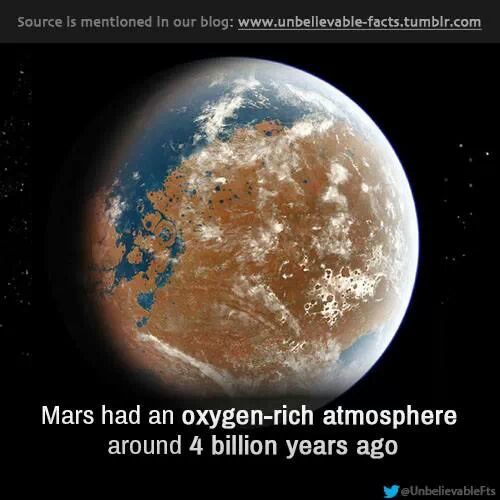 Source is mentioned in our blog: www.unbelievable-facts.tumblr.com
Mars had an oxygen-rich atmosphere
around 4 billion years ago
@UnbelievableFts